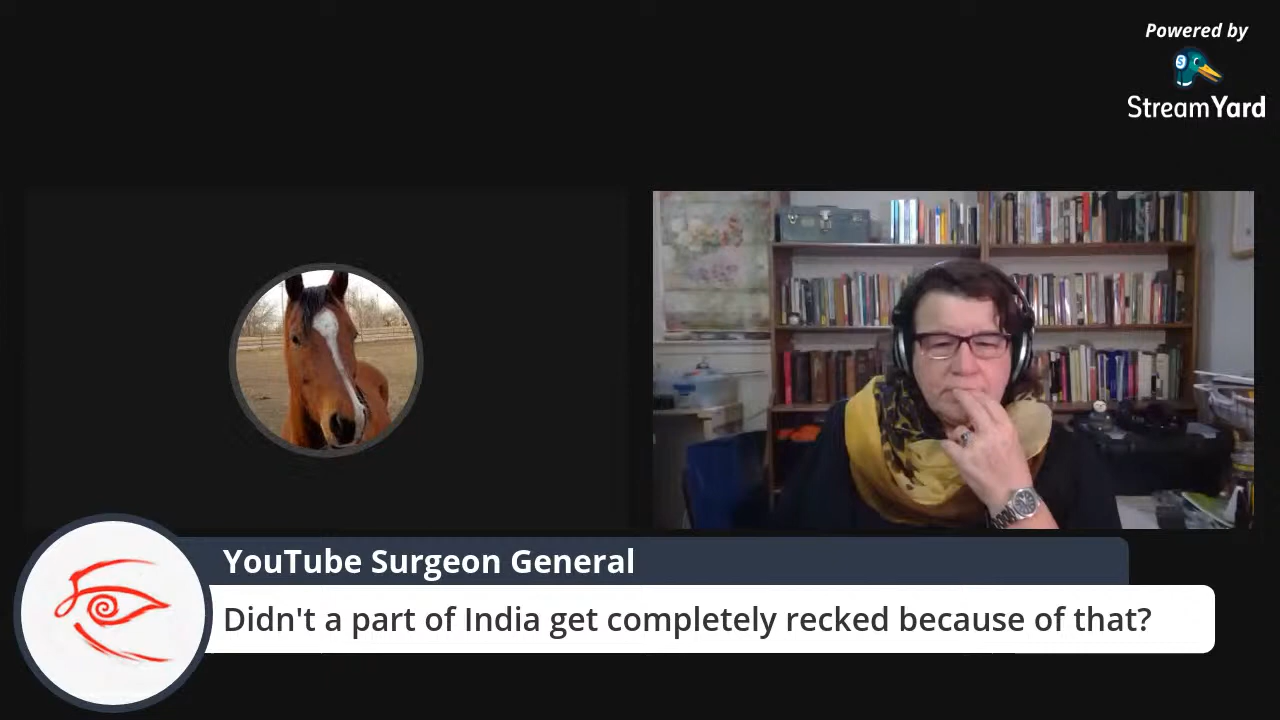 Powered by
StreamYard
YouTube Surgeon General
Didn't a part of India get completely recked because of that?